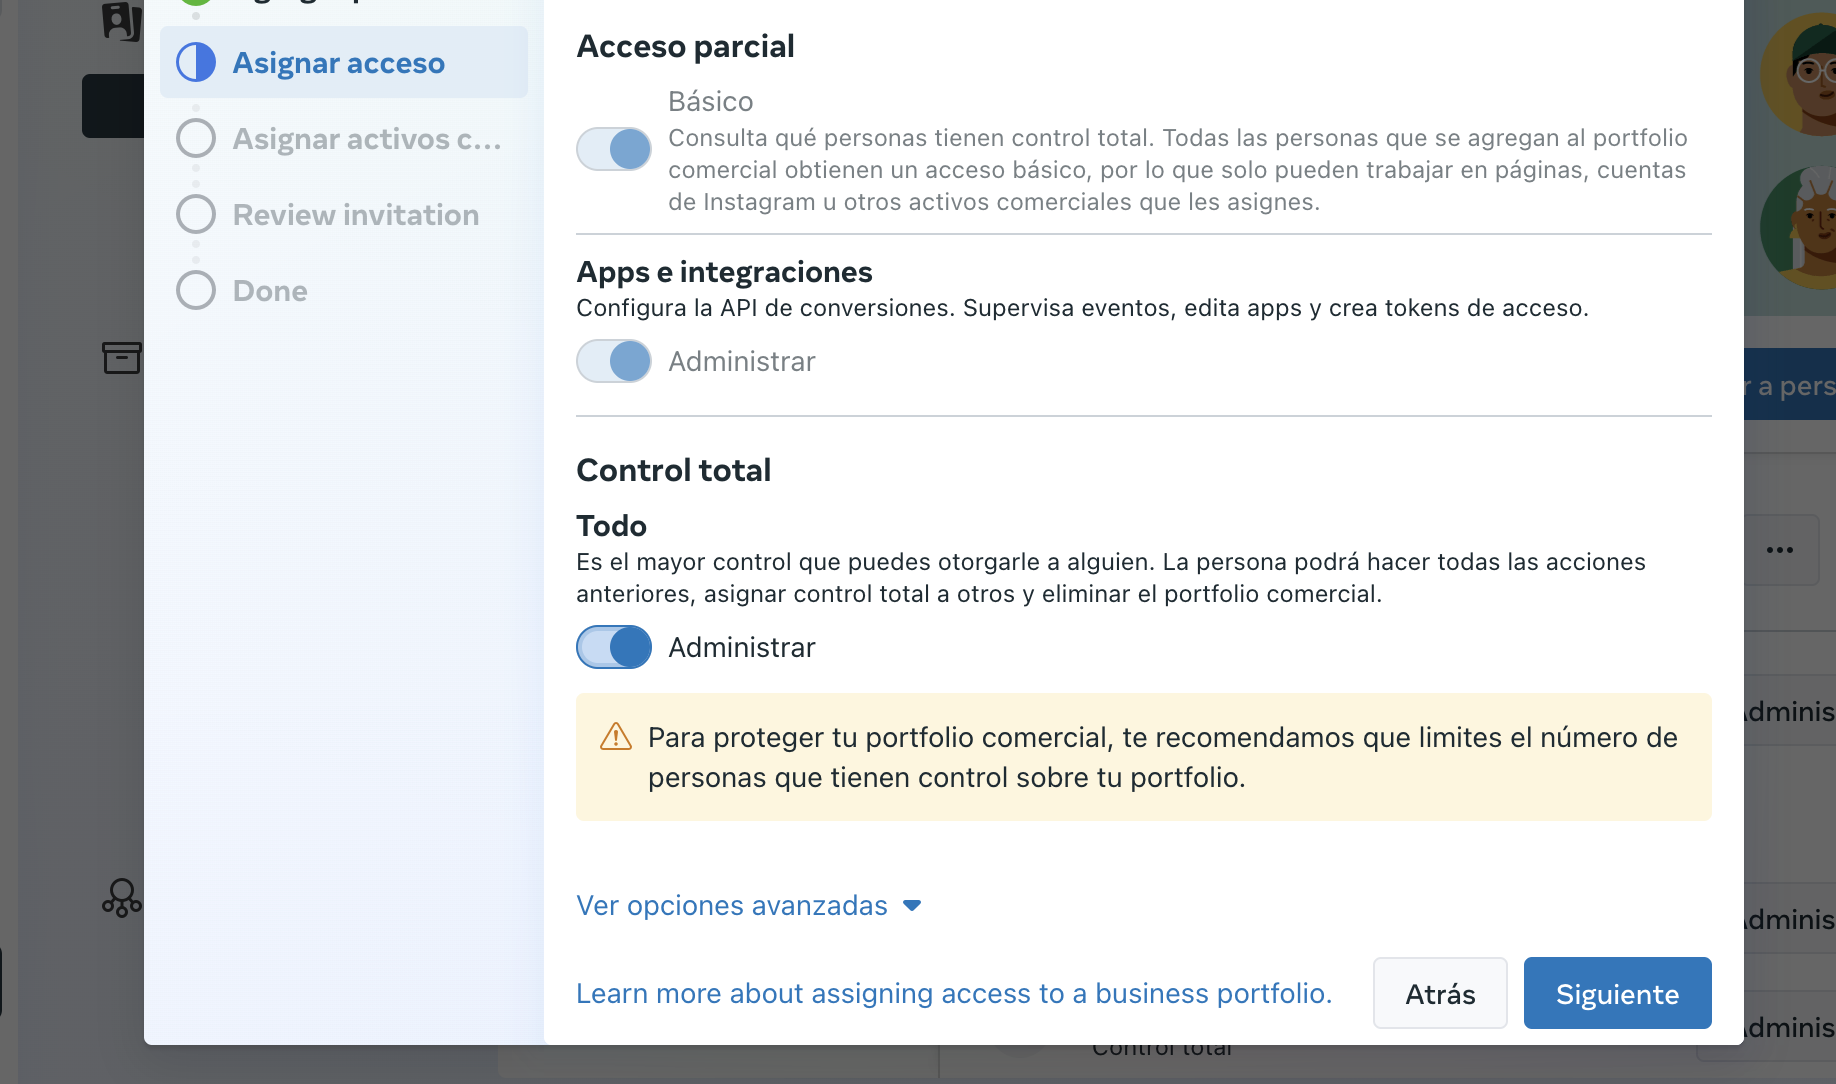 Asignar acceso
Asignar activos c...
Review invitation
Done
Acceso parcial
Básico
Consulta qué personas tienen control total. Todas las personas que se agregan al portfolio
comercial obtienen un acceso básico, por lo que solo pueden trabajar en páginas, cuentas
de Instagram u otros activos comerciales que les asignes.
Apps e integraciones
Configura la API de conversiones. Supervisa eventos, edita apps y crea tokens de acceso.
Administrar
Control total
Todo
Es el mayor control que puedes otorgarle a alguien. La persona podrá hacer todas las acciones
anteriores, asignar control total a otros y eliminar el portfolio comercial.
Administrar
Para proteger tu portfolio comercial, te recomendamos que limites el número de
personas que tienen control sobre tu portfolio.
Ver opciones avanzadas
Learn more about assigning access to a business portfolio.
Atrás
Siguiente
r a pers
Adminis
Adminis
Adminis
Control total